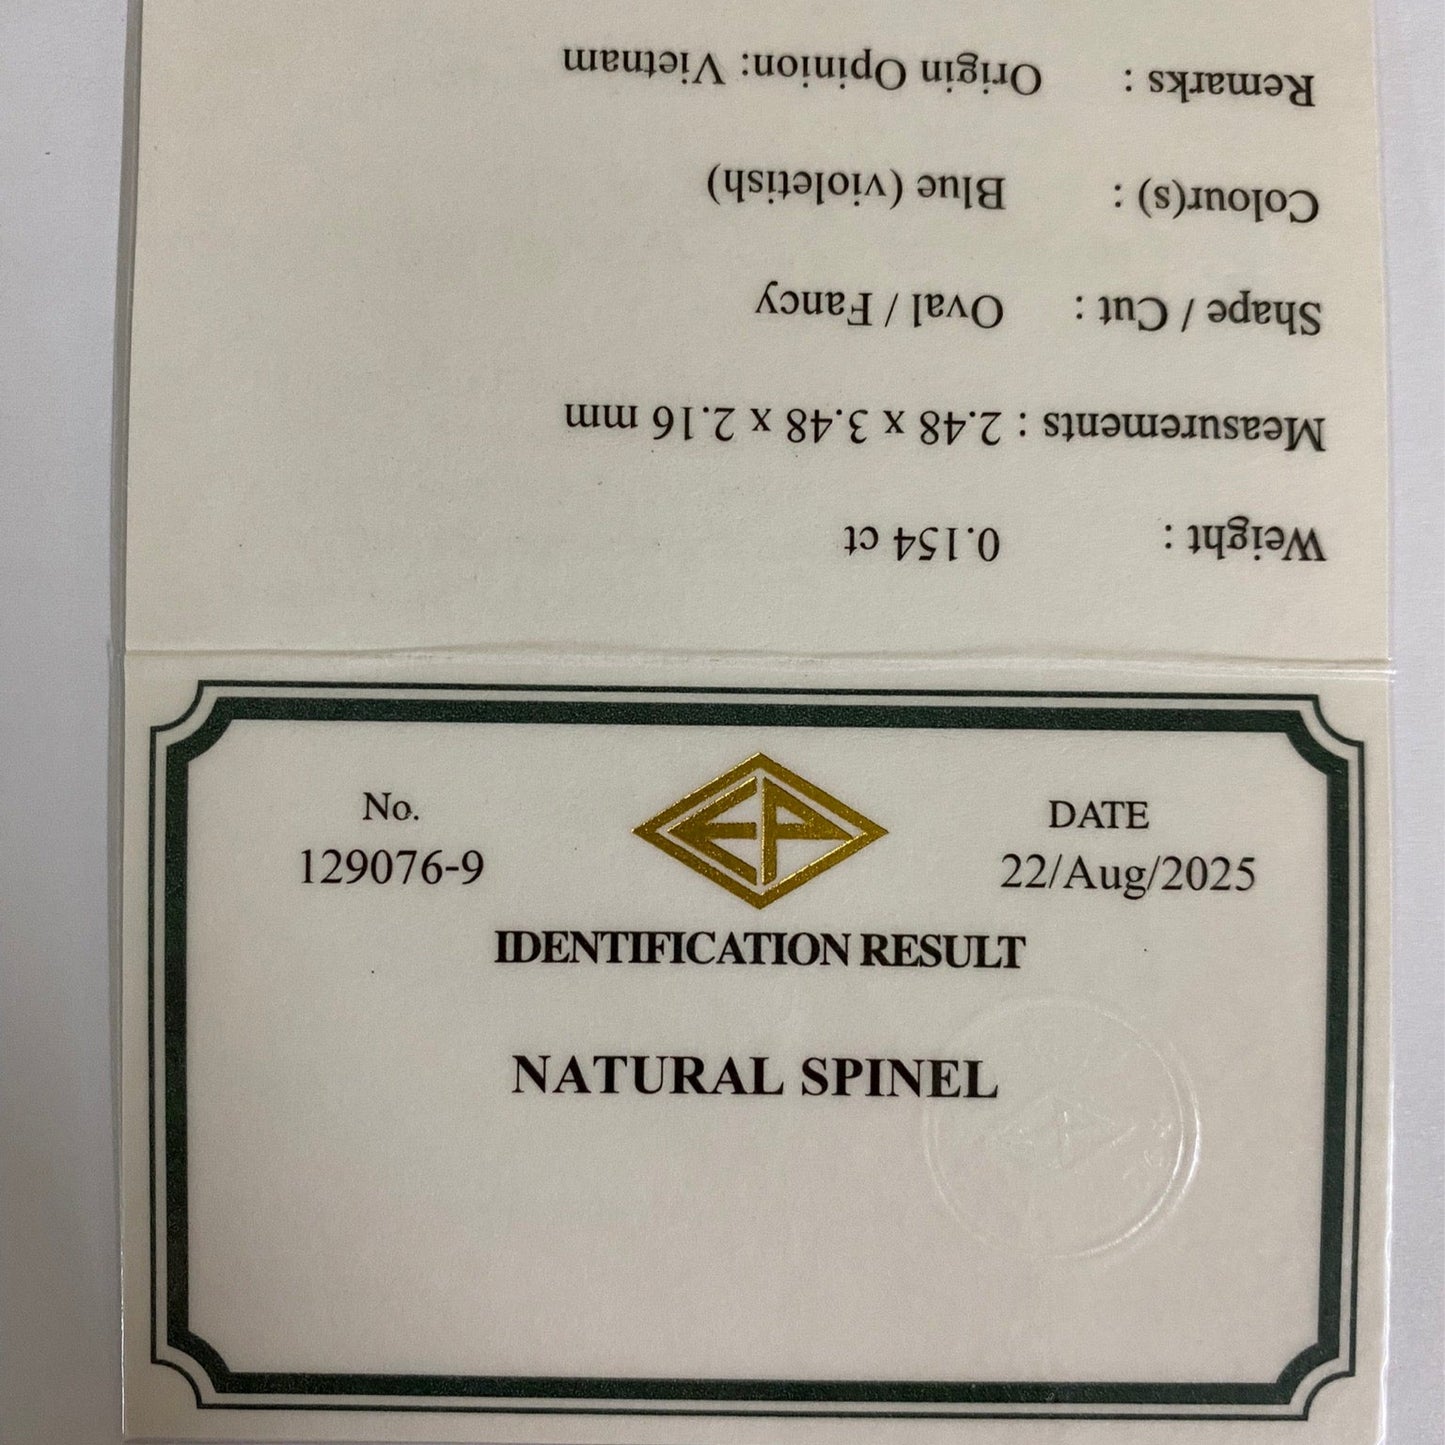 Weight : 0.154 ct
Measurements : 2.48 x 3.48 x 2.16 mm
Shape / Cut : Oval / Fancy
Colour(s) : Blue (violetish)
Remarks : Origin Opinion: Vietnam
No.
129076-9
EP
DATE
22/Aug/2025
IDENTIFICATION RESULT
NATURAL SPINEL